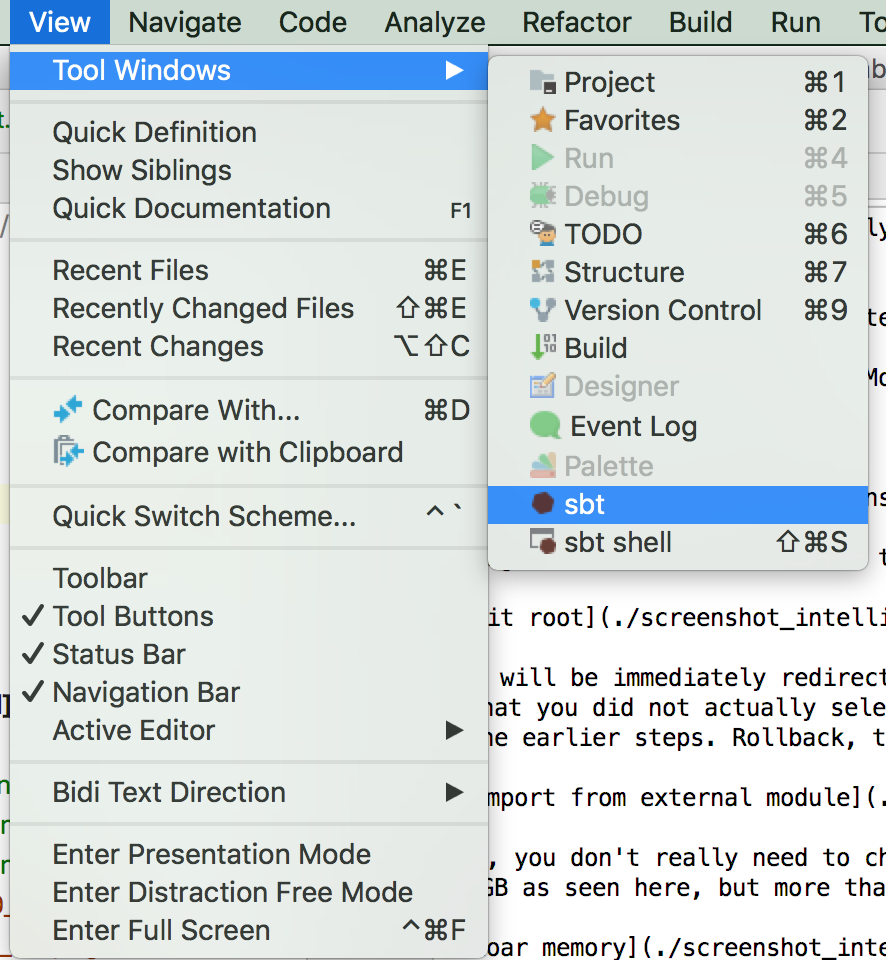 View Navigate Code Analyze Refactor Build Run To
Tool Windows
Quick Definition
Show Siblings
Quick Documentation F1
Recent Files ⌘E
Recently Changed Files ⇧⌘E
Recent Changes ⌥⇧C
Compare With... ⌘D
Compare with Clipboard
Quick Switch Scheme... ^ `
Toolbar
✓ Tool Buttons
✓ Status Bar
✓ Navigation Bar
Active Editor
Bidi Text Direction
Enter Presentation Mode
Enter Distraction Free Mode
Enter Full Screen ^⌘F
Project ⌘1
Favorites ⌘2
Run ⌘4
Debug ⌘5
TODO ⌘6
Structure ⌘7
Version Control ⌘9
Build
Designer
Event Log
Palette
sbt
sbt shell ⇧⌘S
it root](./screenshot_intelli
will be immediately redirect
hat you did not actually sele
he earlier steps. Rollback, t
mport from external module](.
, you don't really need to ch
GB as seen here, but more tha
oar memory](./screenshot_inte